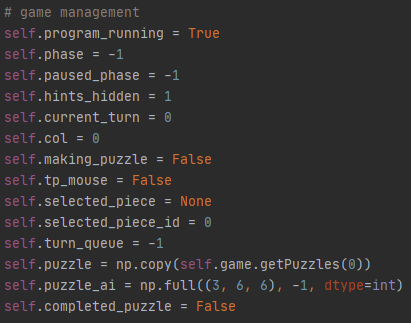 # game management
self.program_running = True
self.phase = -1
self.paused_phase = -1
self.hints_hidden = 1
self.current_turn = 0
self.col = 0
self.making_puzzle = False
self.tp_mouse = False
self.selected_piece = None
self.selected_piece_id = 0
self.turn_queue = -1
self.puzzle = np.copy(self.game.getPuzzles(0))
self.puzzle_ai = np.full((3, 6, 6), -1, dtype=int)
self.completed_puzzle = False